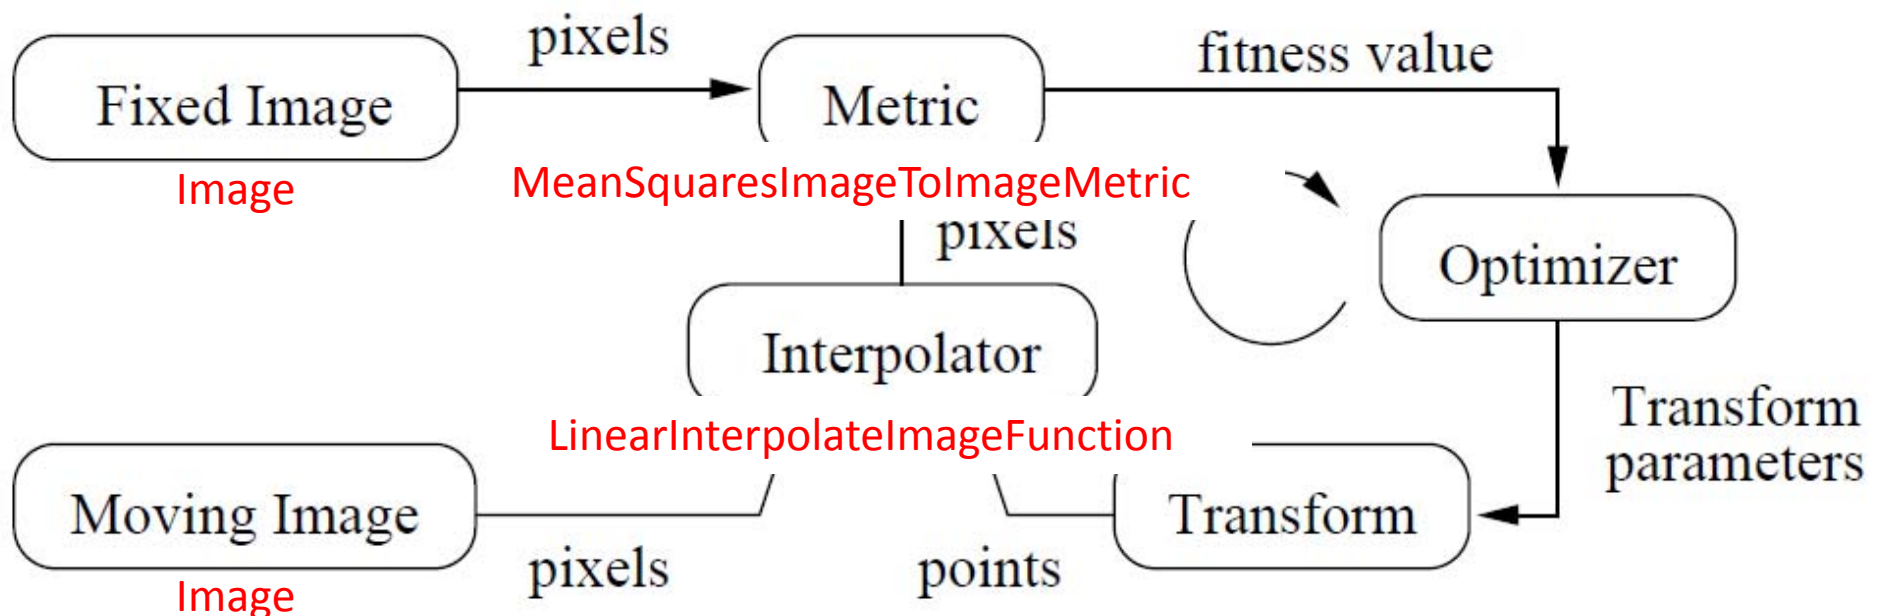 pixels
fitness value
Fixed Image
Metric
Image
MeanSquaresImageToImageMetric
pixels
Optimizer
Interpolator
Transform
parameters
LinearInterpolateImageFunction
Moving Image
Transform
pixels
points
Image